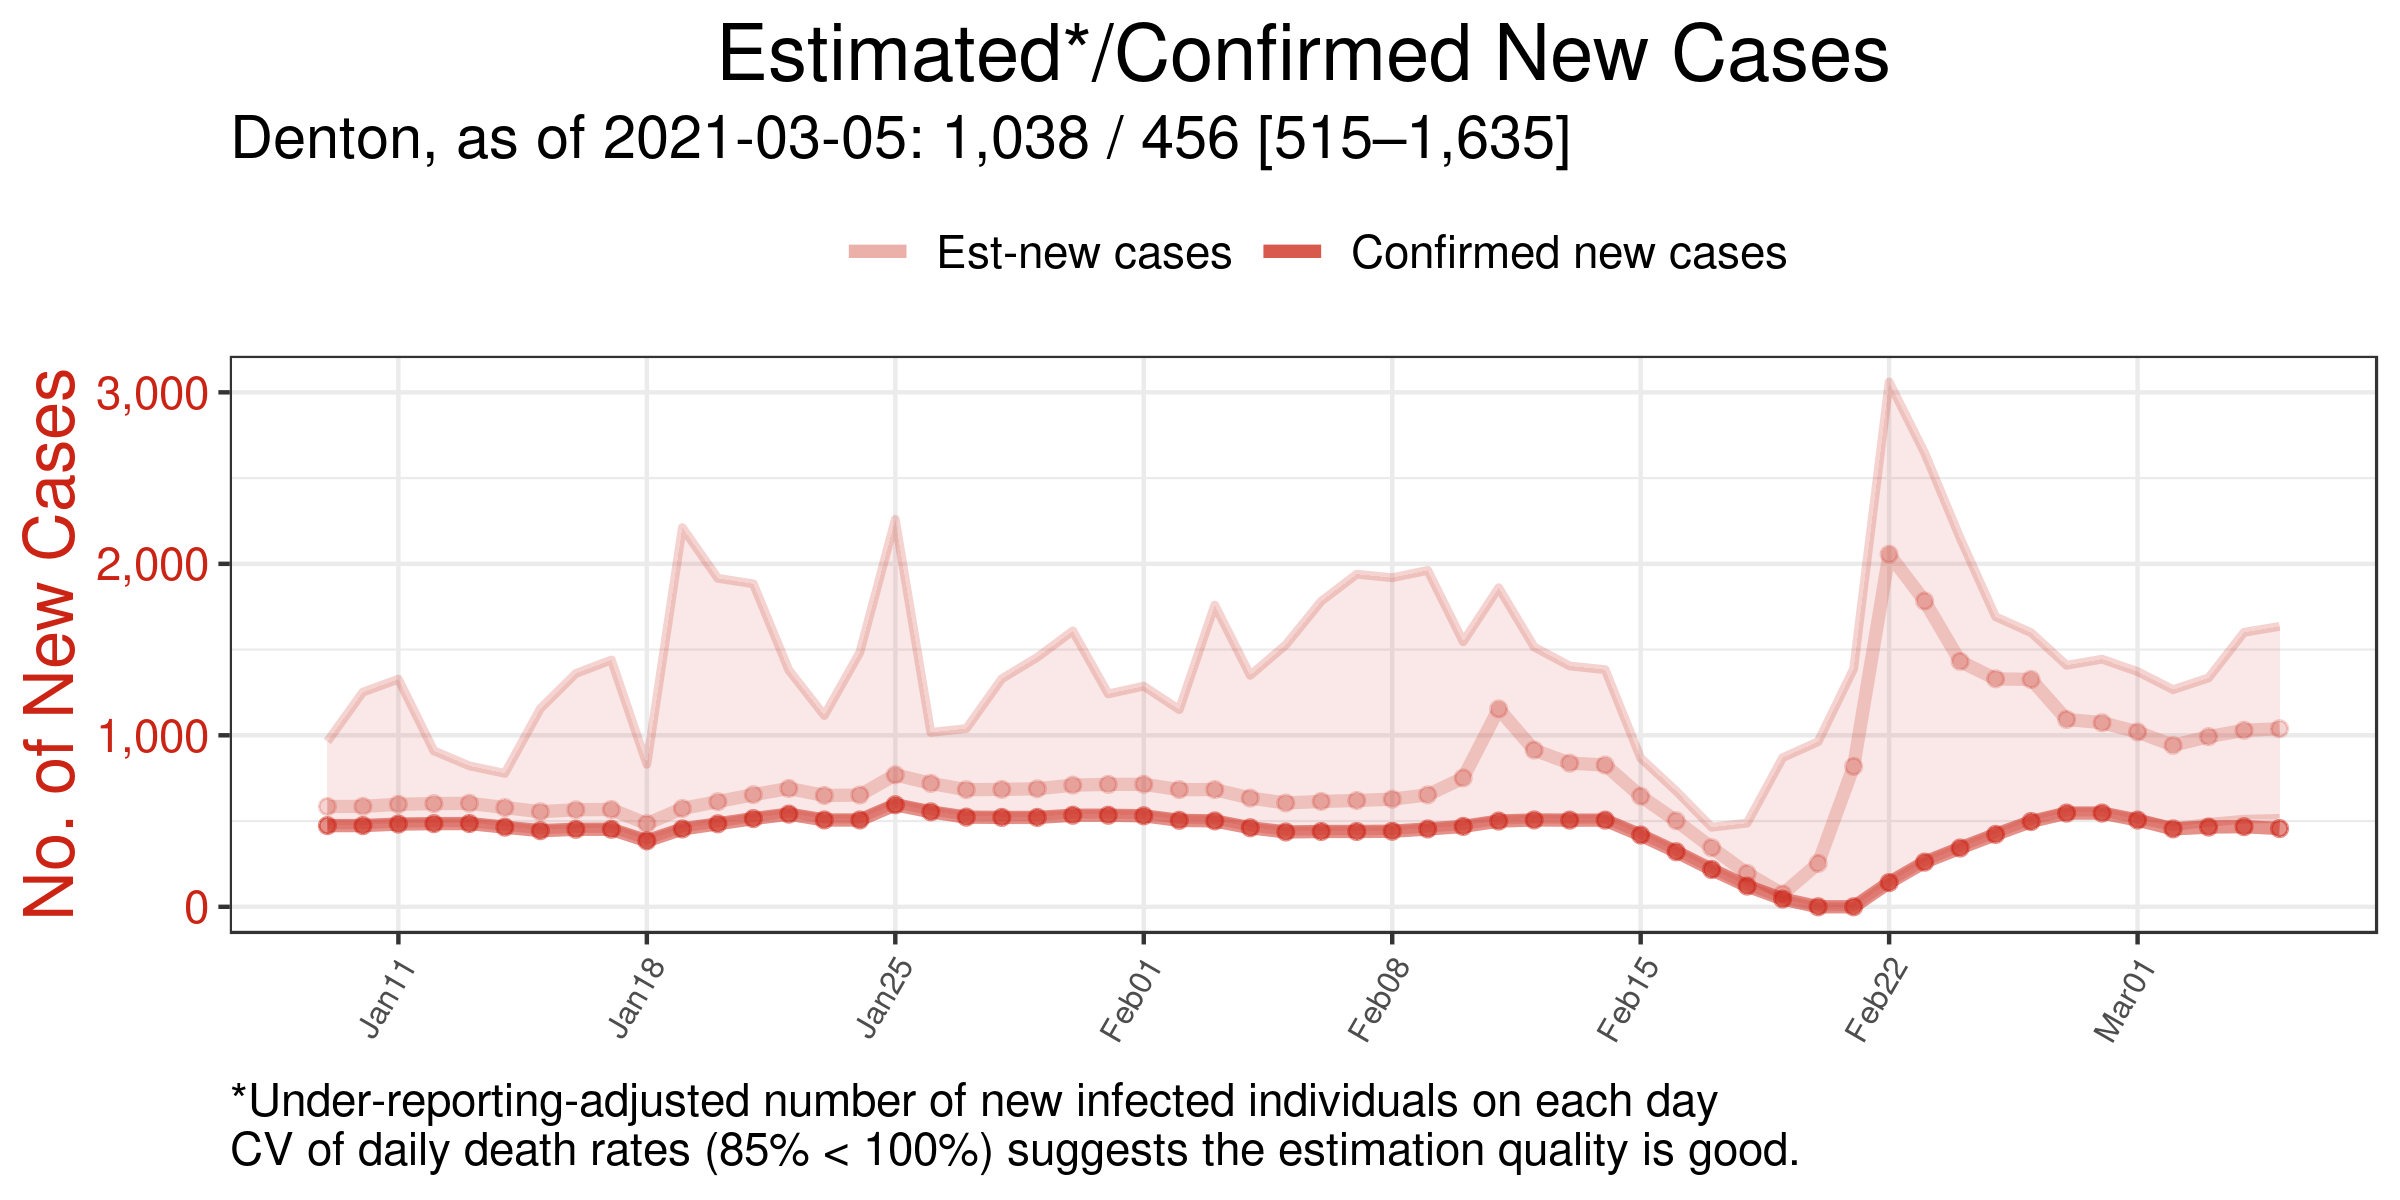 Estimated*/Confirmed New Cases
Denton, as of 2021-03-05: 1,038 / 456 [515–1,635]
Est-new cases
Confirmed new cases
No. of New Cases
3,000
2,000
1,000
0
Jan11
Jan18
Jan25
Feb01
Feb08
Feb15
Feb22
Mar01
*Under-reporting-adjusted number of new infected individuals on each day
CV of daily death rates (85% < 100%) suggests the estimation quality is good.